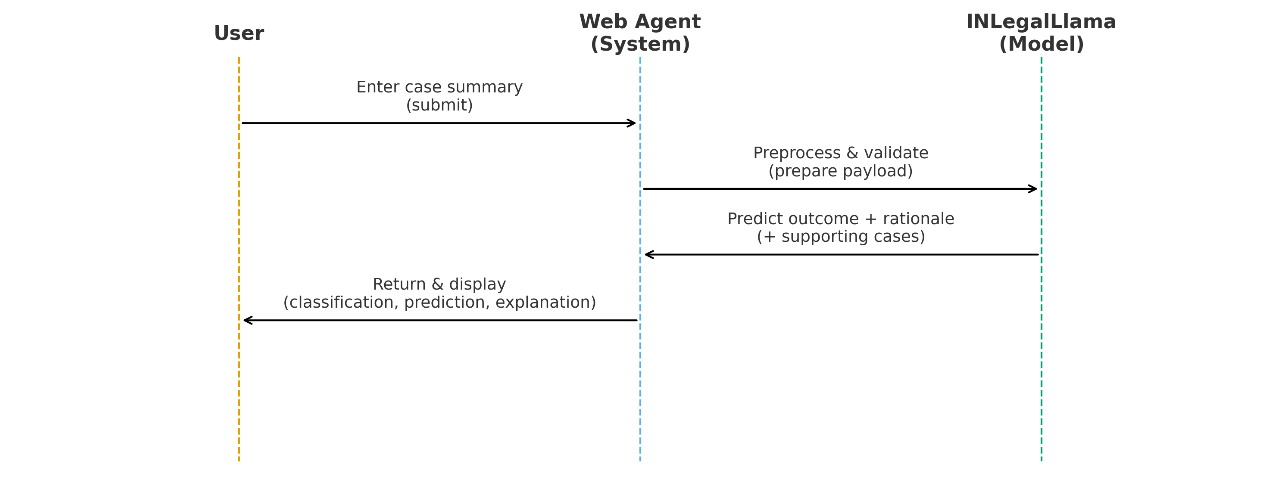 User
Web Agent
(System)
INLegalLlama
(Model)
Enter case summary
(submit)
Preprocess & validate
(prepare payload)
Predict outcome + rationale
(+ supporting cases)
Return & display
(classification, prediction, explanation)